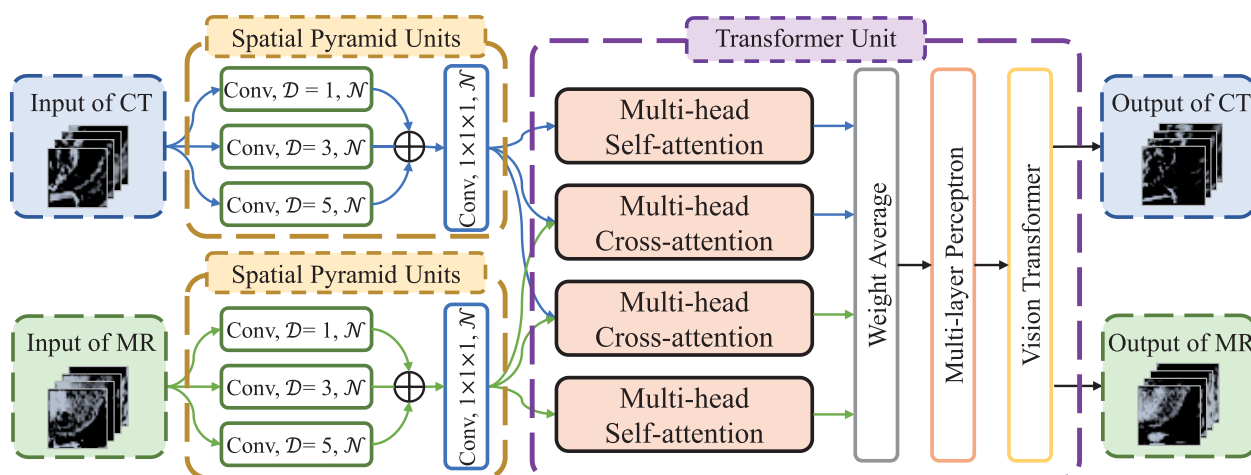 Spatial Pyramid Units
Transformer Unit
Input of CT
Conv, 𝒟 = 1, 𝒩
Conv, 𝒟= 3, 𝒩
Conv, 𝒟 = 5, 𝒩
Conv, 1×1×1, 𝒩
Multi-head
Self-attention
Multi-head
Cross-attention
Multi-head
Cross-attention
Multi-head
Self-attention
Weight Average
Multi-layer Perceptron
Vision Transformer
Output of CT
Spatial Pyramid Units
Input of MR
Conv, 𝒟= 1, 𝒩
Conv, 𝒟= 3, 𝒩
Conv, 𝒟= 5, 𝒩
Conv, 1×1×1, 𝒩
Output of MR